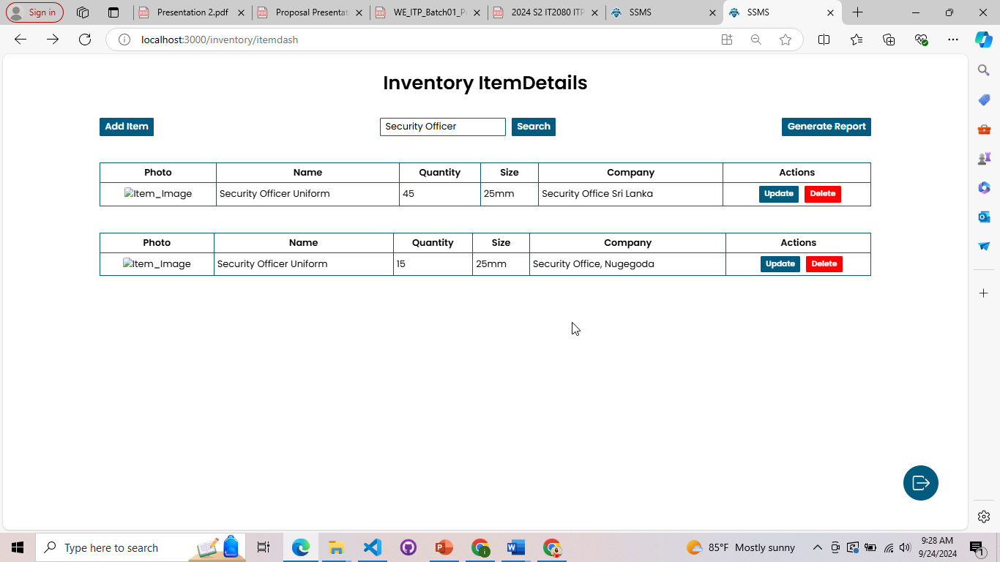 Sign in
Presentation 2.pdf
Proposal Presentat
WE_ITP_Batch01_P
2024 S2 IT2080 ITP
SSMS
SSMS
localhost:3000/inventory/itemdash
Inventory ItemDetails
Add Item
Security Officer
Search
Generate Report
Photo Name Quantity Size Company Actions
Item_Image Security Officer Uniform 45 25mm Security Office Sri Lanka Update Delete
Photo Name Quantity Size Company Actions
Item_Image Security Officer Uniform 15 25mm Security Office, Nugegoda Update Delete
Type here to search
85°F Mostly sunny
9:28 AM
9/24/2024
1